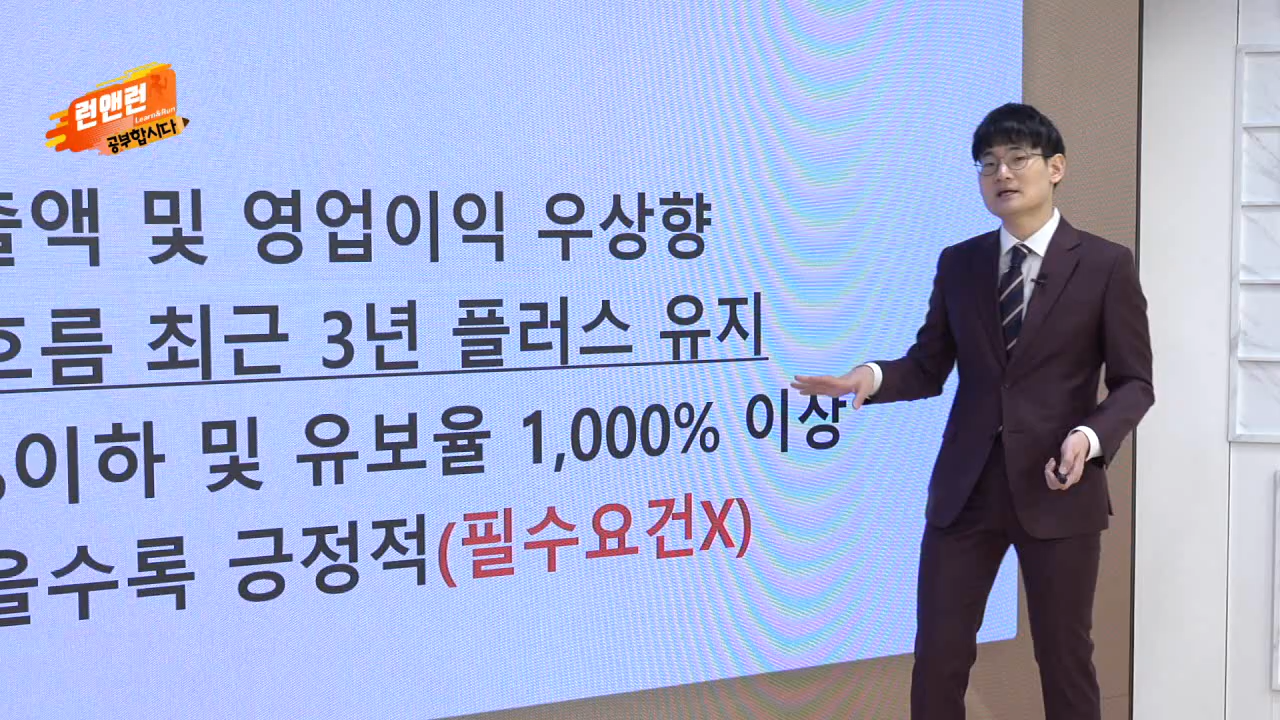 런앤런
Learn&Run
공부합시다
출액 및 영업이익 우상향
흐름 최근 3년 플러스 유지
이하 및 유보율 1,000% 이상
을수록 긍정적(필수요건X)